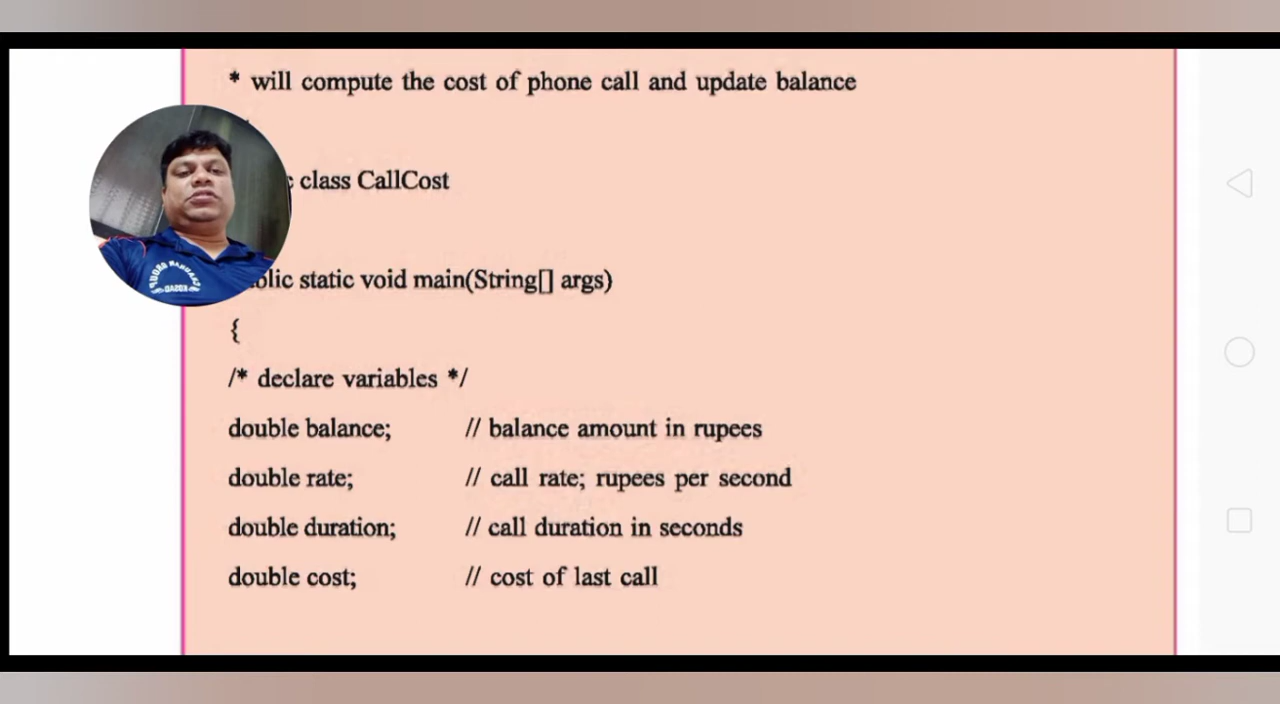 * will compute the cost of phone call and update balance
class CallCost
static void main(String[] args)
{
/* declare variables */
double balance; // balance amount in rupees
double rate; // call rate; rupees per second
double duration; // call duration in seconds
double cost; // cost of last call